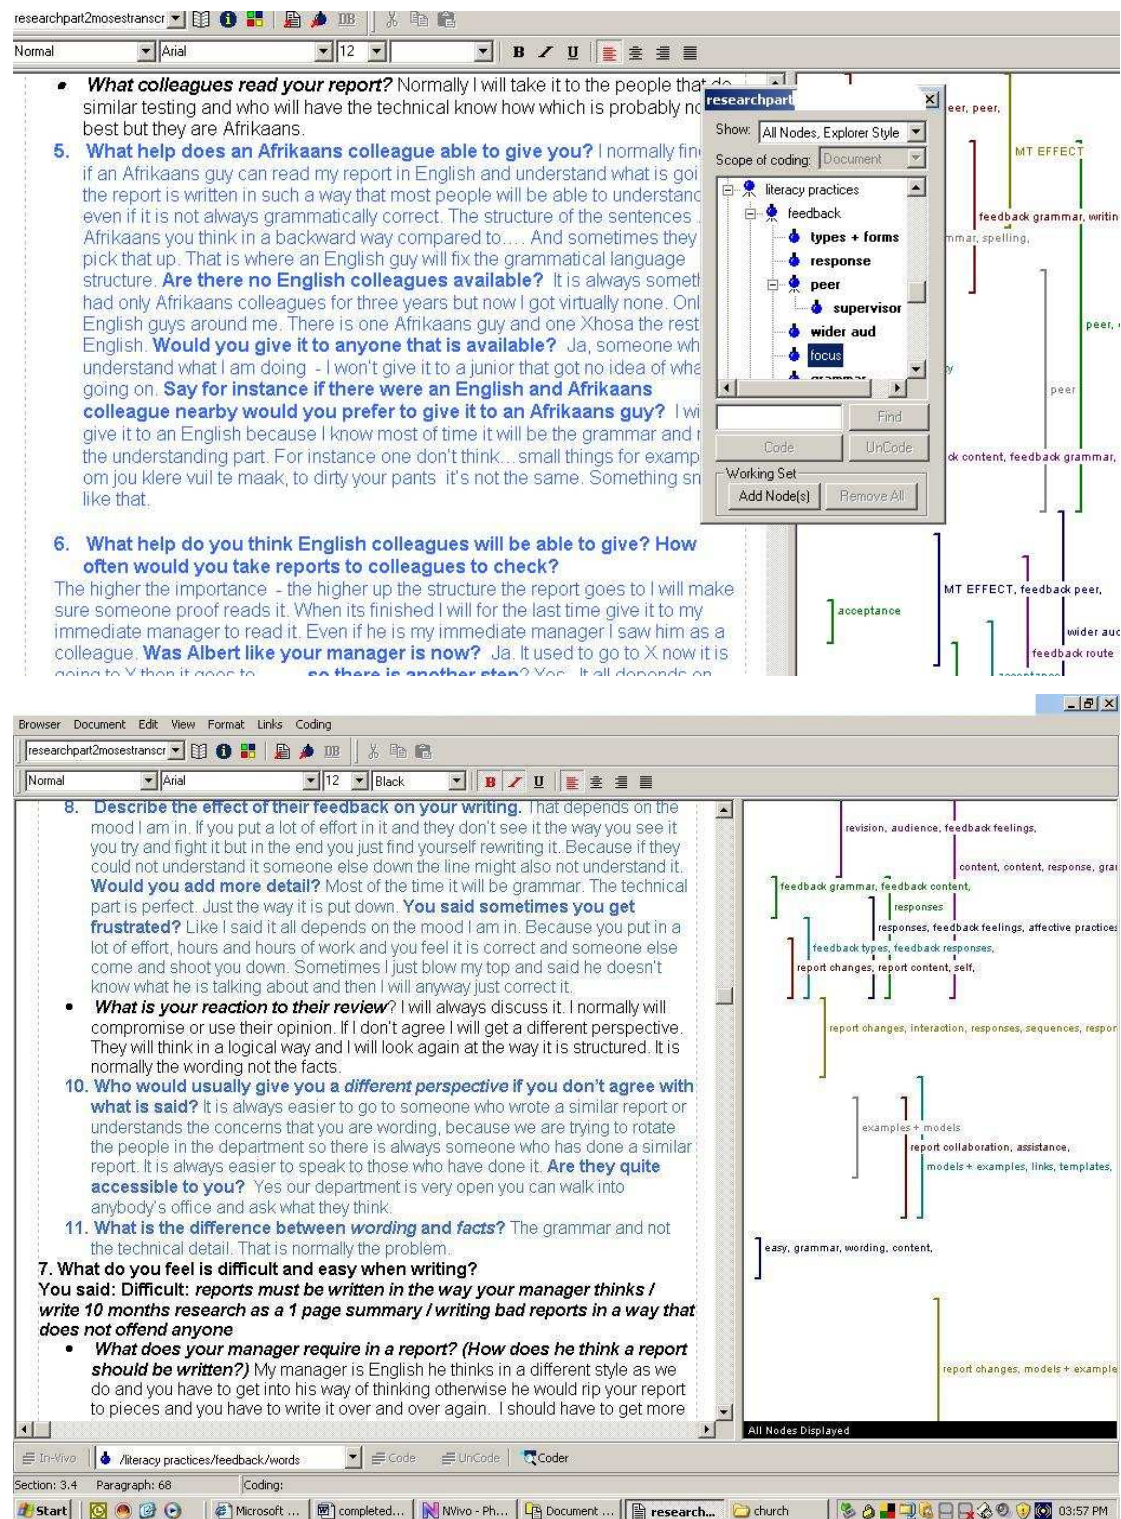 researchpart2mosestranscr
DB
Normal
Arial
12
B
U
• What colleagues read your report? Normally I will take it to the people that do
similar testing and who will have the technical know how which is probably
best but they are Afrikaans.
5. What help does an Afrikaans colleague able to give you? I normally
if an Afrikaans guy can read my report in English and understand what is
the report is written in such a way that most people will be able to
even if it is not always grammatically correct. The structure of the sentences
Afrikaans you think in a backward way compared to.... And sometimes they
pick that up. That is where an English guy will fix the grammatical language
structure. Are there no English colleagues available? It is always
had only Afrikaans colleagues for three years but now I got virtually none.
English guys around me. There is one Afrikaans guy and one Xhosa the rest
English. Would you give it to anyone that is available? Ja, someone
understand what I am doing - I won't give it to a junior that got no idea of
going on. Say for instance if there were an English and Afrikaans
colleague nearby would you prefer to give it to an Afrikaans guy? I
give it to an English because I know most of time it will be the grammar and
the understanding part. For instance one don't think...small things for
om jou klere vuil te maak, to dirty your pants it's not the same. Something
like that.
6. What help do you think English colleagues will be able to give? How
often would you take reports to colleagues to check?
The higher the importance - the higher up the structure the report goes to I will make
sure someone proof reads it. When its finished I will for the last time give it to my
immediate manager to read it. Even if he is my immediate manager I saw him as a
colleague. Was Albert like your manager is now? Ja. It used to go to X now it is
going to Y then it goes to so there is another step? Yes. It all depends on
researchpart
Show: All Nodes, Explorer Style
Scope of coding: Document
literacy practices
feedback
types + forms
response
peer
supervisor
wider aud
focus
grammar
Find
Code
UnCode
Working Set
Add Node(s)
Remove All
peer,
MT EFFECT
feedback grammar,
spelling,
peer,
peer
content, feedback grammar,
MT EFFECT, feedback peer,
acceptance
wider
feedback route
acceptance
Browser Document Edit View Format Links Coding
researchpart2mosestranscr
DB
Normal
Arial
12
Black
B
I
U
8. Describe the effect of their feedback on your writing. That depends on the
mood I am in. If you put a lot of effort in it and they don't see it the way you see it
you try and fight it but in the end you just find yourself rewriting it. Because if they
could not understand it someone else down the line might also not understand it.
Would you add more detail? Most of the time it will be grammar. The technical
part is perfect. Just the way it is put down. You said sometimes you get
frustrated? Like I said it all depends on the mood I am in. Because you put in a
lot of effort, hours and hours of work and you feel it is correct and someone else
come and shoot you down. Sometimes I just blow my top and said he doesn't
know what he is talking about and then I will anyway just correct it.
• What is your reaction to their review? I will always discuss it. I normally will
compromise or use their opinion. If I don't agree I will get a different perspective.
They will think in a logical way and I will look again at the way it is structured. It is
normally the wording not the facts.
10. Who would usually give you a different perspective if you don't agree with
what is said? It is always easier to go to someone who wrote a similar report or
understands the concerns that you are wording, because we are trying to rotate
the people in the department so there is always someone who has done a similar
report. It is always easier to speak to those who have done it. Are they quite
accessible to you? Yes our department is very open you can walk into
anybody's office and ask what they think.
11. What is the difference between wording and facts? The grammar and not
the technical detail. That is normally the problem.
7. What do you feel is difficult and easy when writing?
You said: Difficult: reports must be written in the way your manager thinks /
write 10 months research as a 1 page summary / writing bad reports in a way that
does not offend anyone
• What does your manager require in a report? (How does he think a report
should be written?) My manager is English he thinks in a different style as we
do and you have to get into his way of thinking otherwise he would rip your report
to pieces and you have to write it over and over again. I should have to get more
revision, audience, feedback feelings,
content, content, response,
feedback grammar, feedback content,
responses
responses, feedback feelings, affective practices
feedback types, feedback responses,
report changes, report content, self,
report changes, interaction, responses, sequences,
examples + models
report collaboration, assistance,
models + examples, links, templates,
easy, grammar, wording, content,
report changes, models + example
All Nodes Displayed
In-Vivo
/literacy practices/feedback/words
Code
UnCode
Coder
Section: 3.4 Paragraph: 68 Coding:
Start
Microsoft ...
completed...
NVivo - Ph...
Document ...
research...
church
03:57 PM